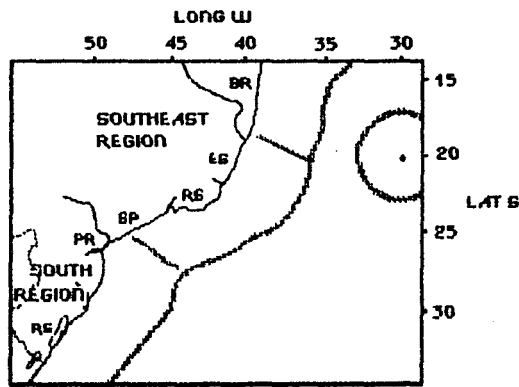 LONG W
50 45 40 35 30
BR
15
SOUTHEAST
REGION
ES
20
RS
LAT S
SP
25
PR
SOUTH
REGION
30
RS